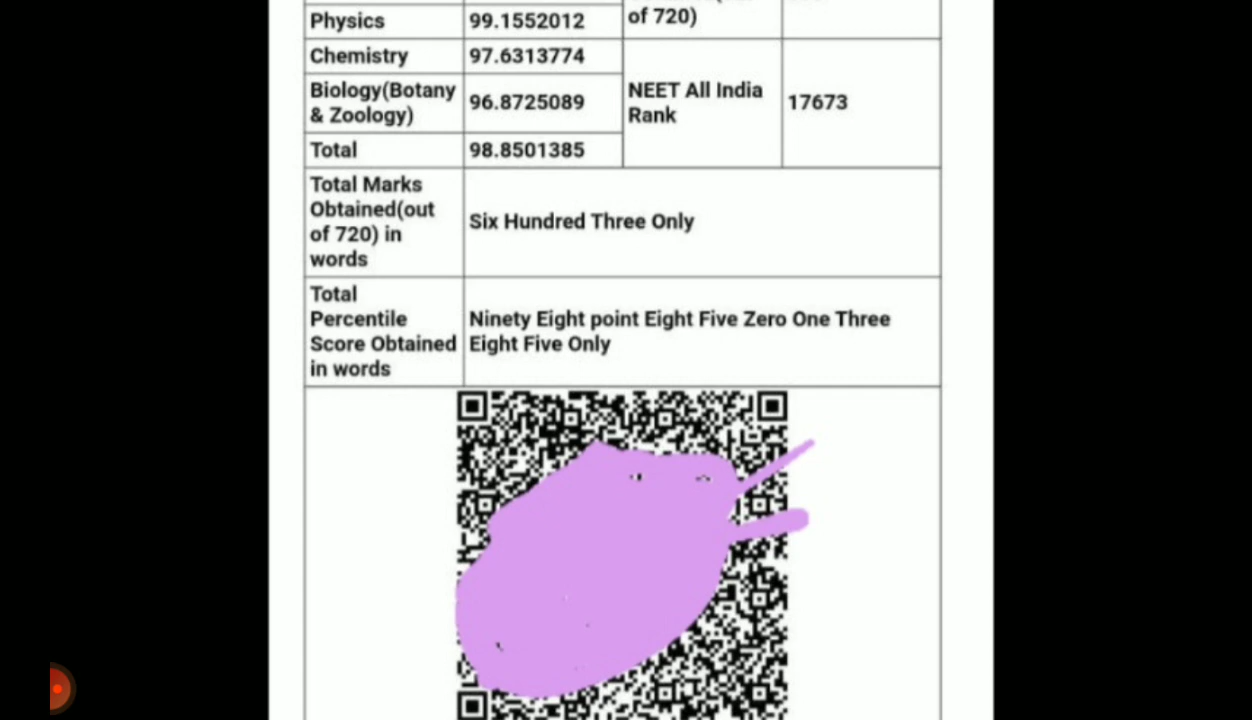 Physics
99.1552012
of 720)
Chemistry
97.6313774
Biology(Botany
& Zoology)
96.8725089
NEET All India
Rank
17673
Total
98.8501385
Total Marks
Obtained(out
of 720) in
words
Six Hundred Three Only
Total
Percentile
Score Obtained
in words
Ninety Eight point Eight Five Zero One Three
Eight Five Only